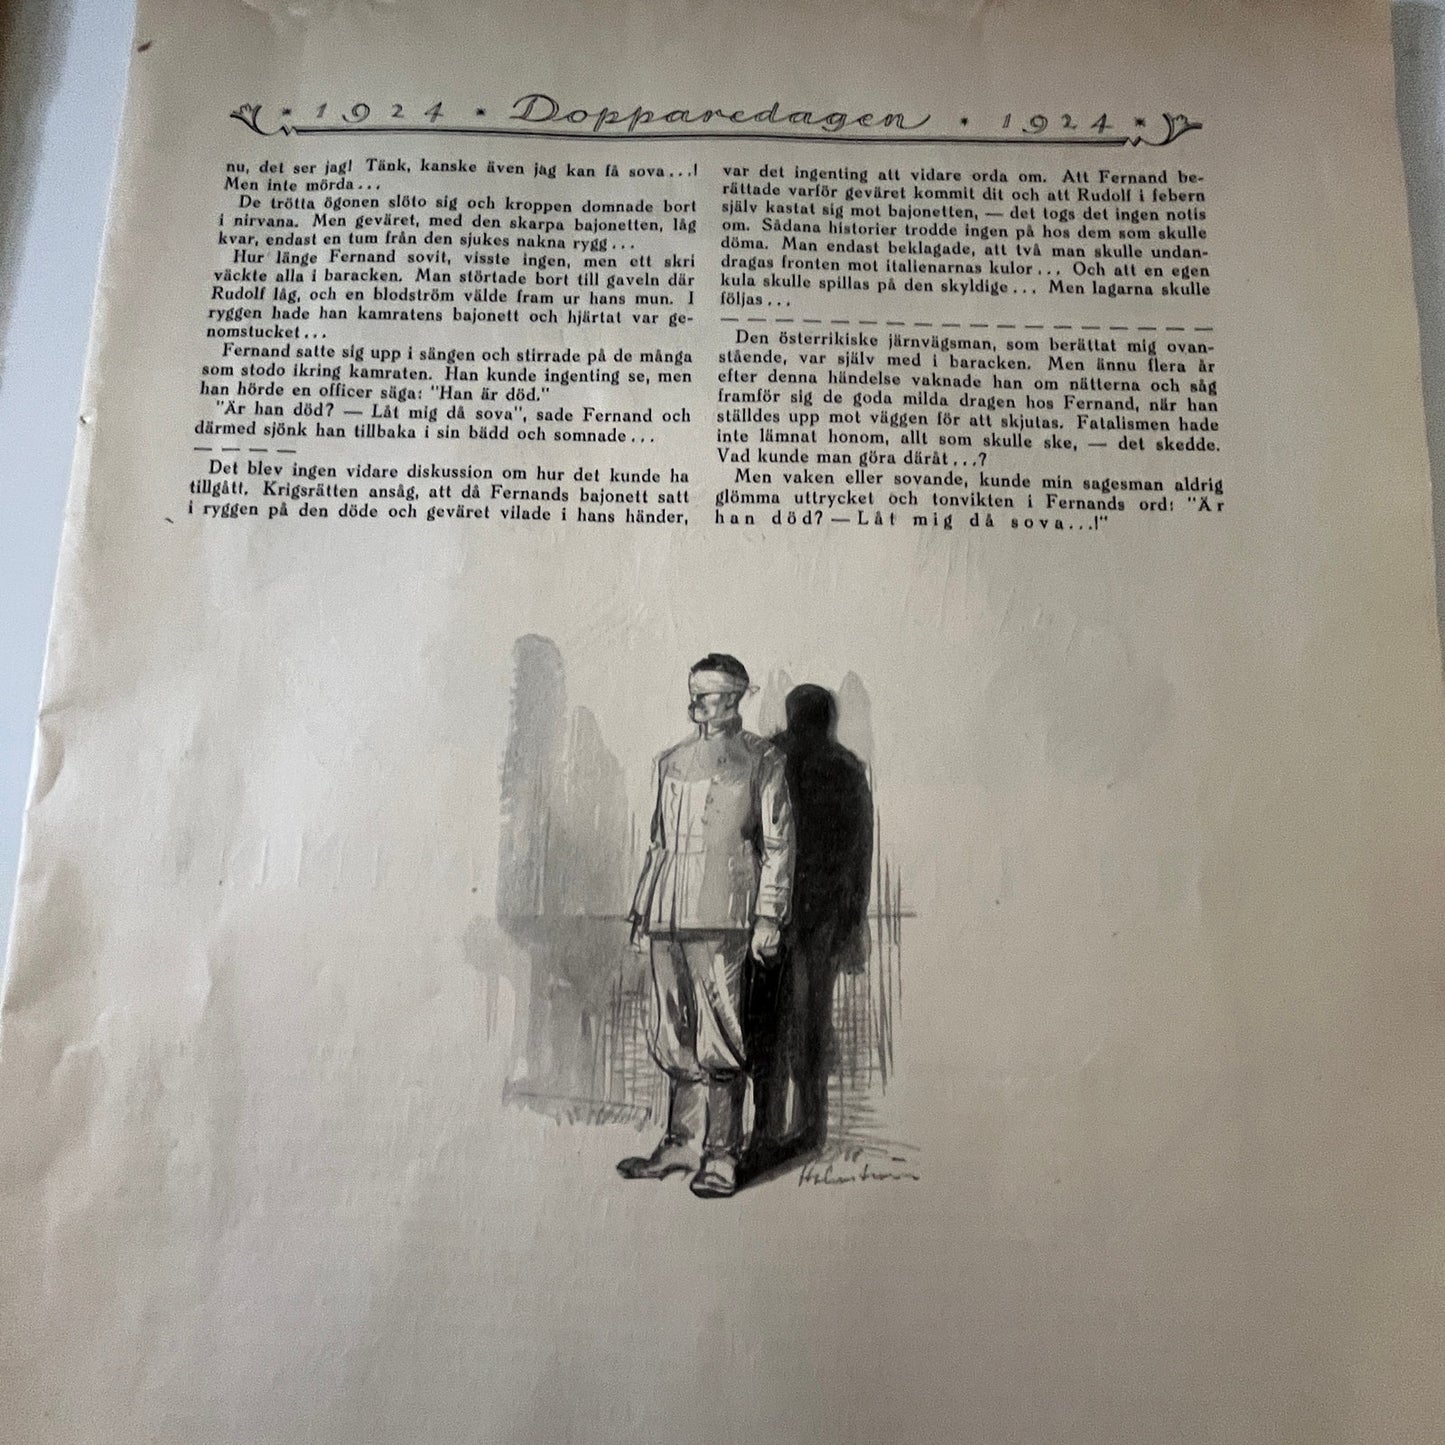 * 1924 * Dopparedagen * 1924 *
nu, det ser jag! Tänk, kanske även jag kan få sova...!
Men inte mörda...
De trötta ögonen slöto sig och kroppen domnade bort
i nirvana. Men geväret, med den skarpa bajonetten, låg
kvar, endast en tum från den sjukes nakna rygg...
Hur länge Fernand sovit, visste ingen, men ett skri
väckte alla i baracken. Man störtade bort till gaveln där
Rudolf låg, och en blodström välde fram ur hans mun. I
ryggen hade han kamratens bajonett och hjärtat var ge-
nomstucket...
Fernand satte sig upp i sängen och stirrade på de många
som stodo ikring kamraten. Han kunde ingenting se, men
han hörde en officer säga: "Han är död."
"Är han död? — Låt mig då sova", sade Fernand och
därmed sjönk han tillbaka i sin bädd och somnade...
— — — —
Det blev ingen vidare diskussion om hur det kunde ha
tillgått. Krigsrätten ansåg, att då Fernands bajonett satt
i ryggen på den döde och geväret vilade i hans händer,
var det ingenting att vidare orda om. Att Fernand be-
rättade varför geväret kommit dit och att Rudolf i febern
själv kastat sig mot bajonetten, — det togs det ingen notis
om. Sådana historier trodde ingen på hos dem som skulle
döma. Man endast beklagade, att två man skulle undan-
dragas fronten mot italienarnas kulor... Och att en egen
kula skulle spillas på den skyldige... Men lagarna skulle
följas...
— — — — — — — — — — — — — — — — — —
Den österrikiske järnvägsman, som berättat mig ovan-
stående, var själv med i baracken. Men ännu flera år
efter denna händelse vaknade han om nätterna och såg
framför sig de goda milda dragen hos Fernand, när han
ställdes upp mot väggen för att skjutas. Fatalismen hade
inte lämnat honom, allt som skulle ske, — det skedde.
Vad kunde man göra däråt...?
Men vaken eller sovande, kunde min sagesman aldrig
glömma uttrycket och tonvikten i Fernands ord: "Är
han död? — Låt mig då sova...!"
Holmström